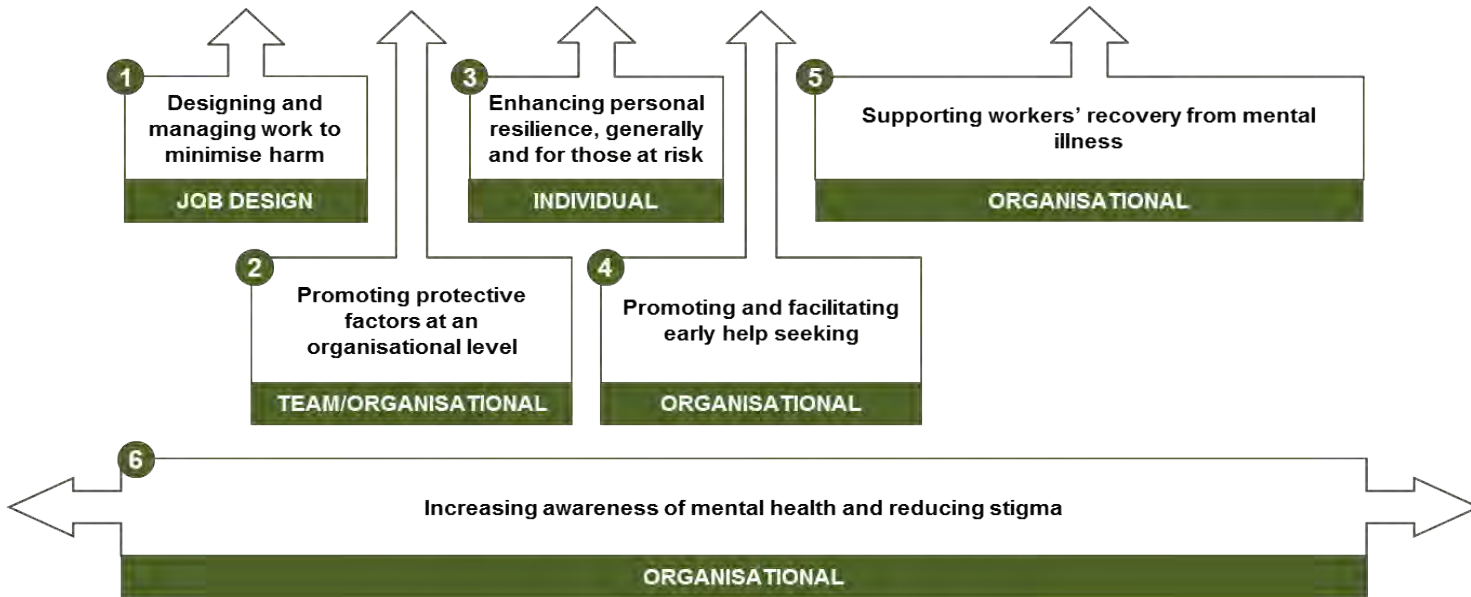 1
Designing and
managing work to
minimise harm
JOB DESIGN
2
Promoting protective
factors at an
organisational level
TEAM/ORGANISATIONAL
3
Enhancing personal
resilience, generally
and for those at risk
INDIVIDUAL
4
Promoting and facilitating
early help seeking
ORGANISATIONAL
5
Supporting workers’ recovery from mental
illness
ORGANISATIONAL
6
Increasing awareness of mental health and reducing stigma
ORGANISATIONAL